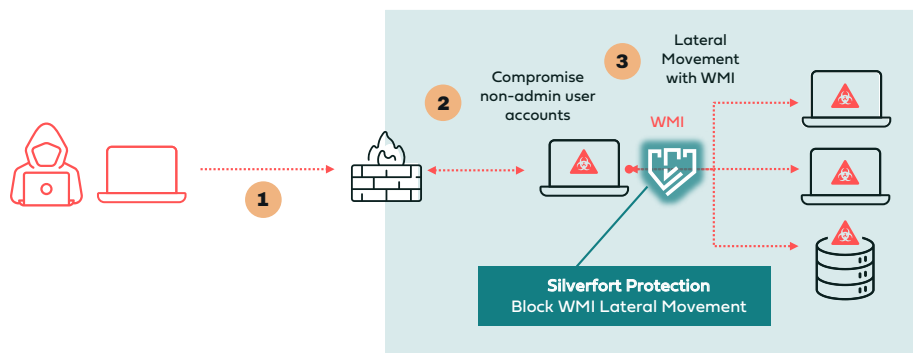 1
2
Compromise
non-admin user
accounts
3
Lateral
Movement
with WMI
WMI
Silverfort Protection
Block WMI Lateral Movement